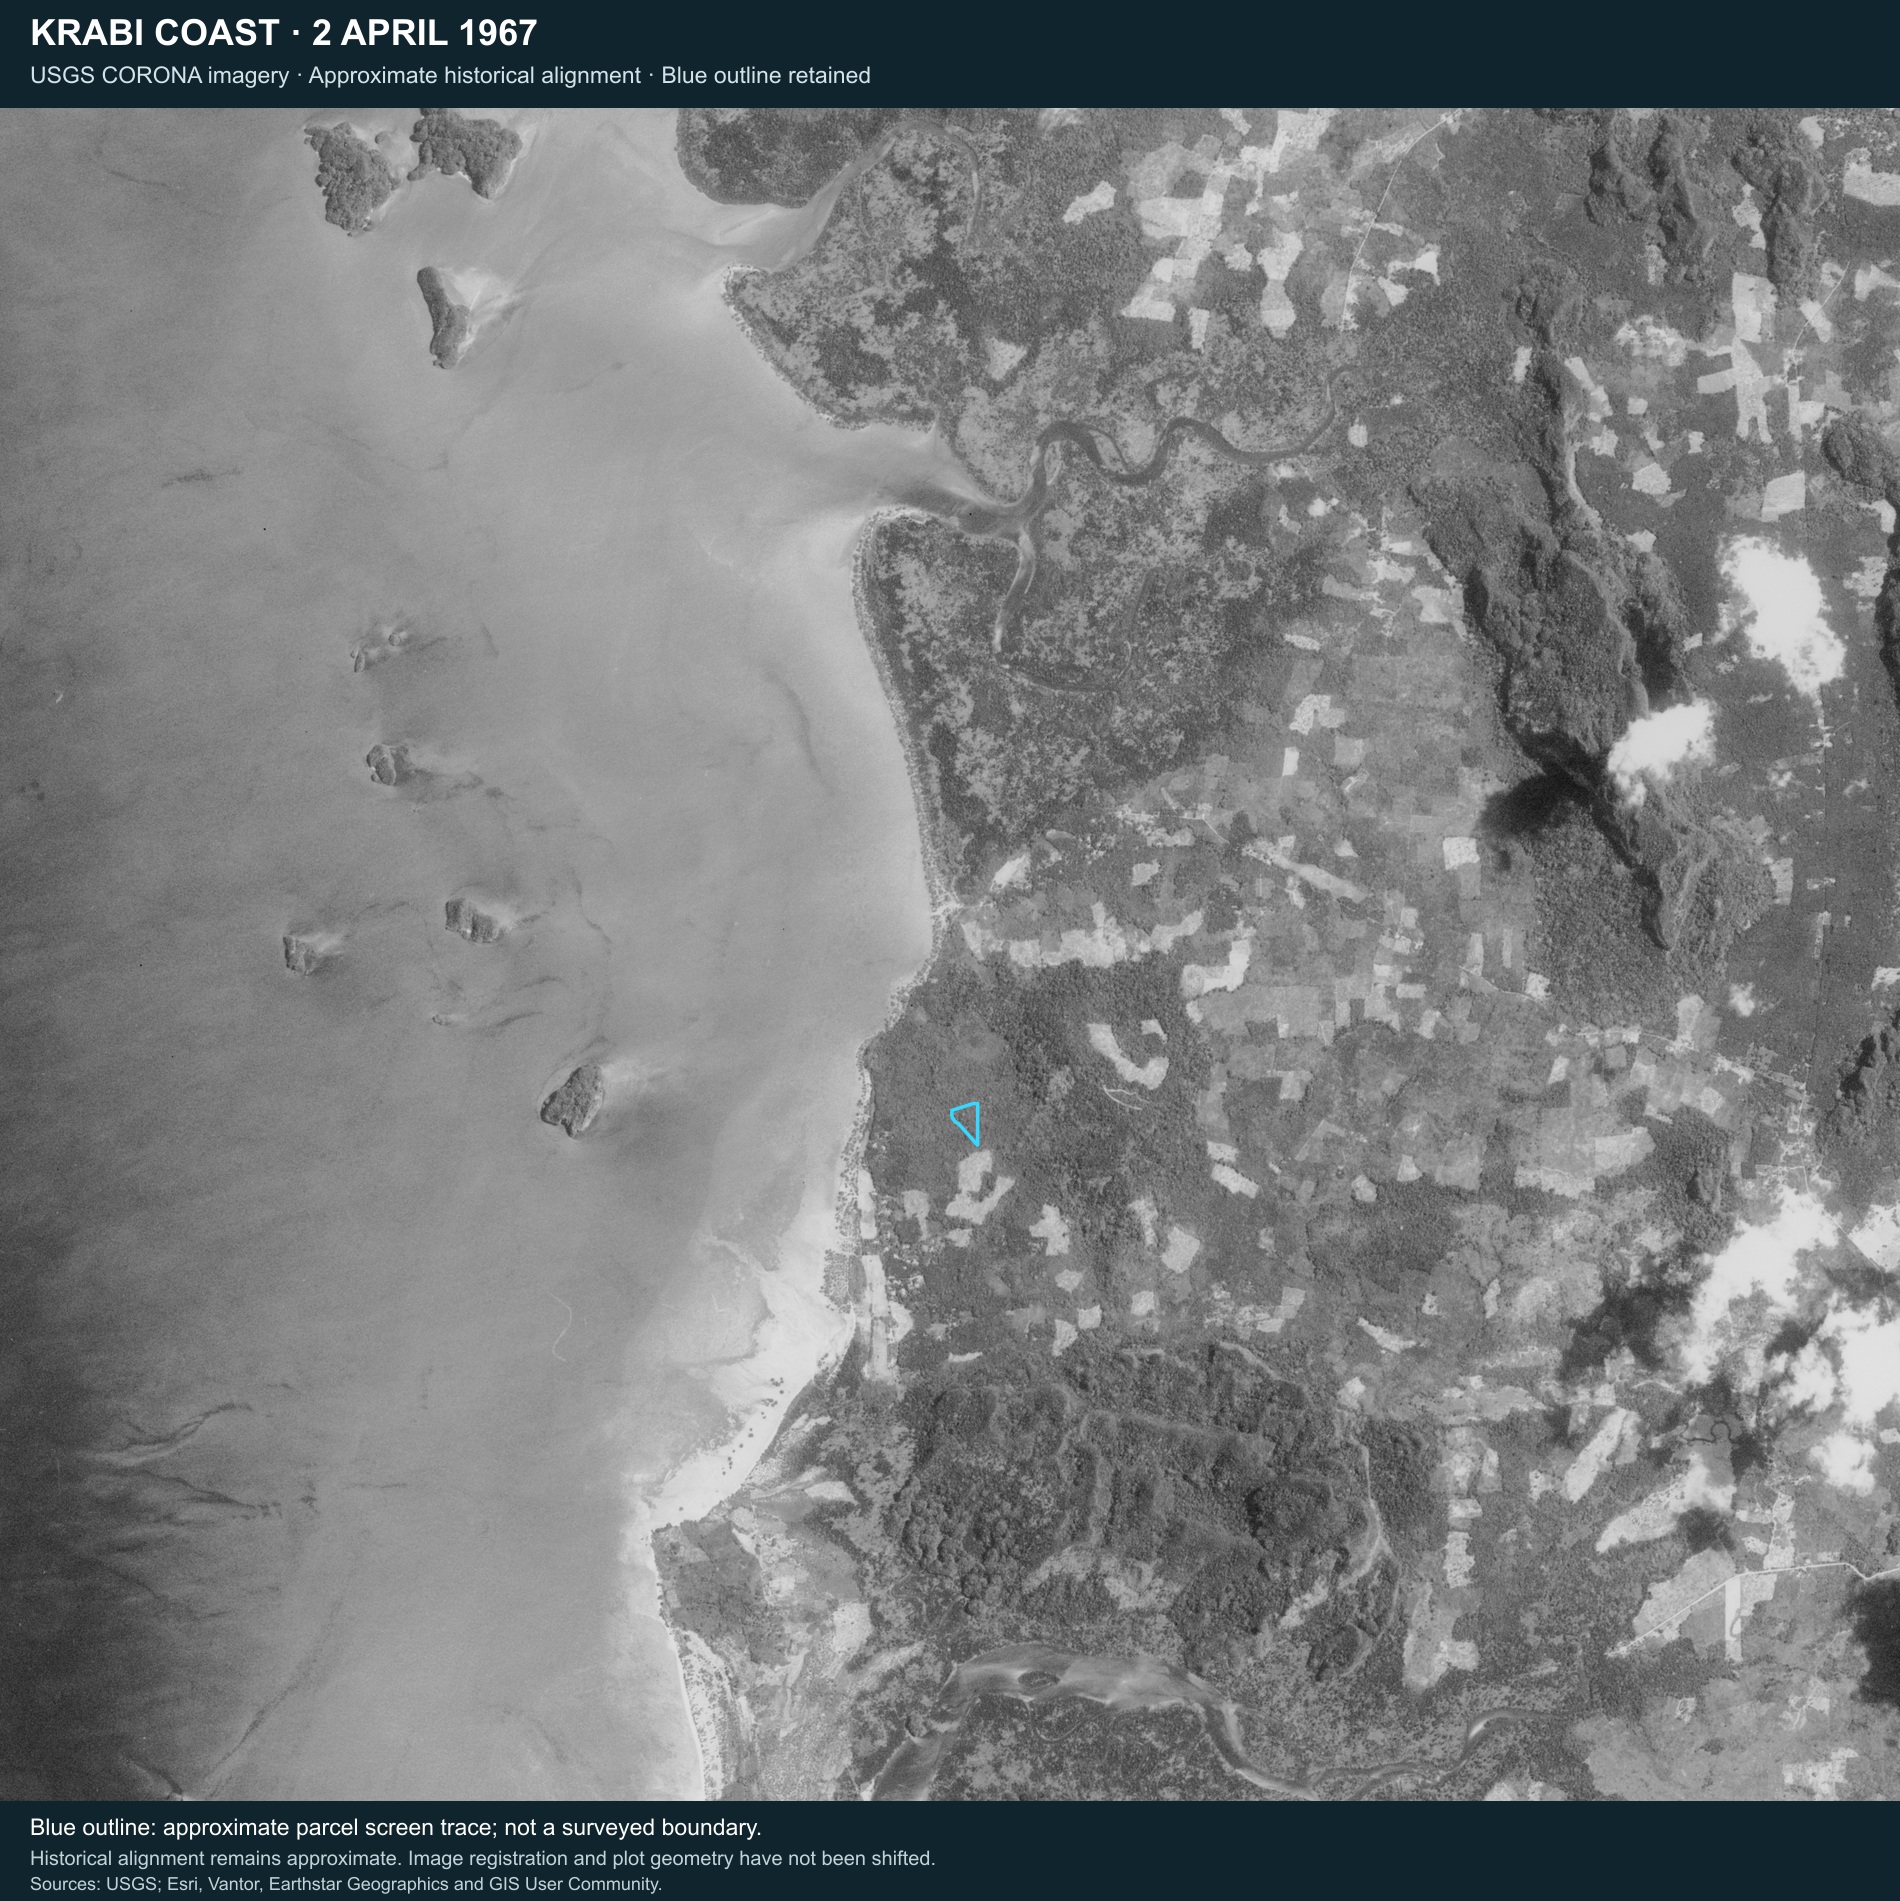 KRABI COAST · 2 APRIL 1967
USGS CORONA imagery · Approximate historical alignment · Blue outline retained
Blue outline: approximate parcel screen trace; not a surveyed boundary.
Historical alignment remains approximate. Image registration and plot geometry have not been shifted.
Sources: USGS; Esri, Vantor, Earthstar Geographics and GIS User Community.